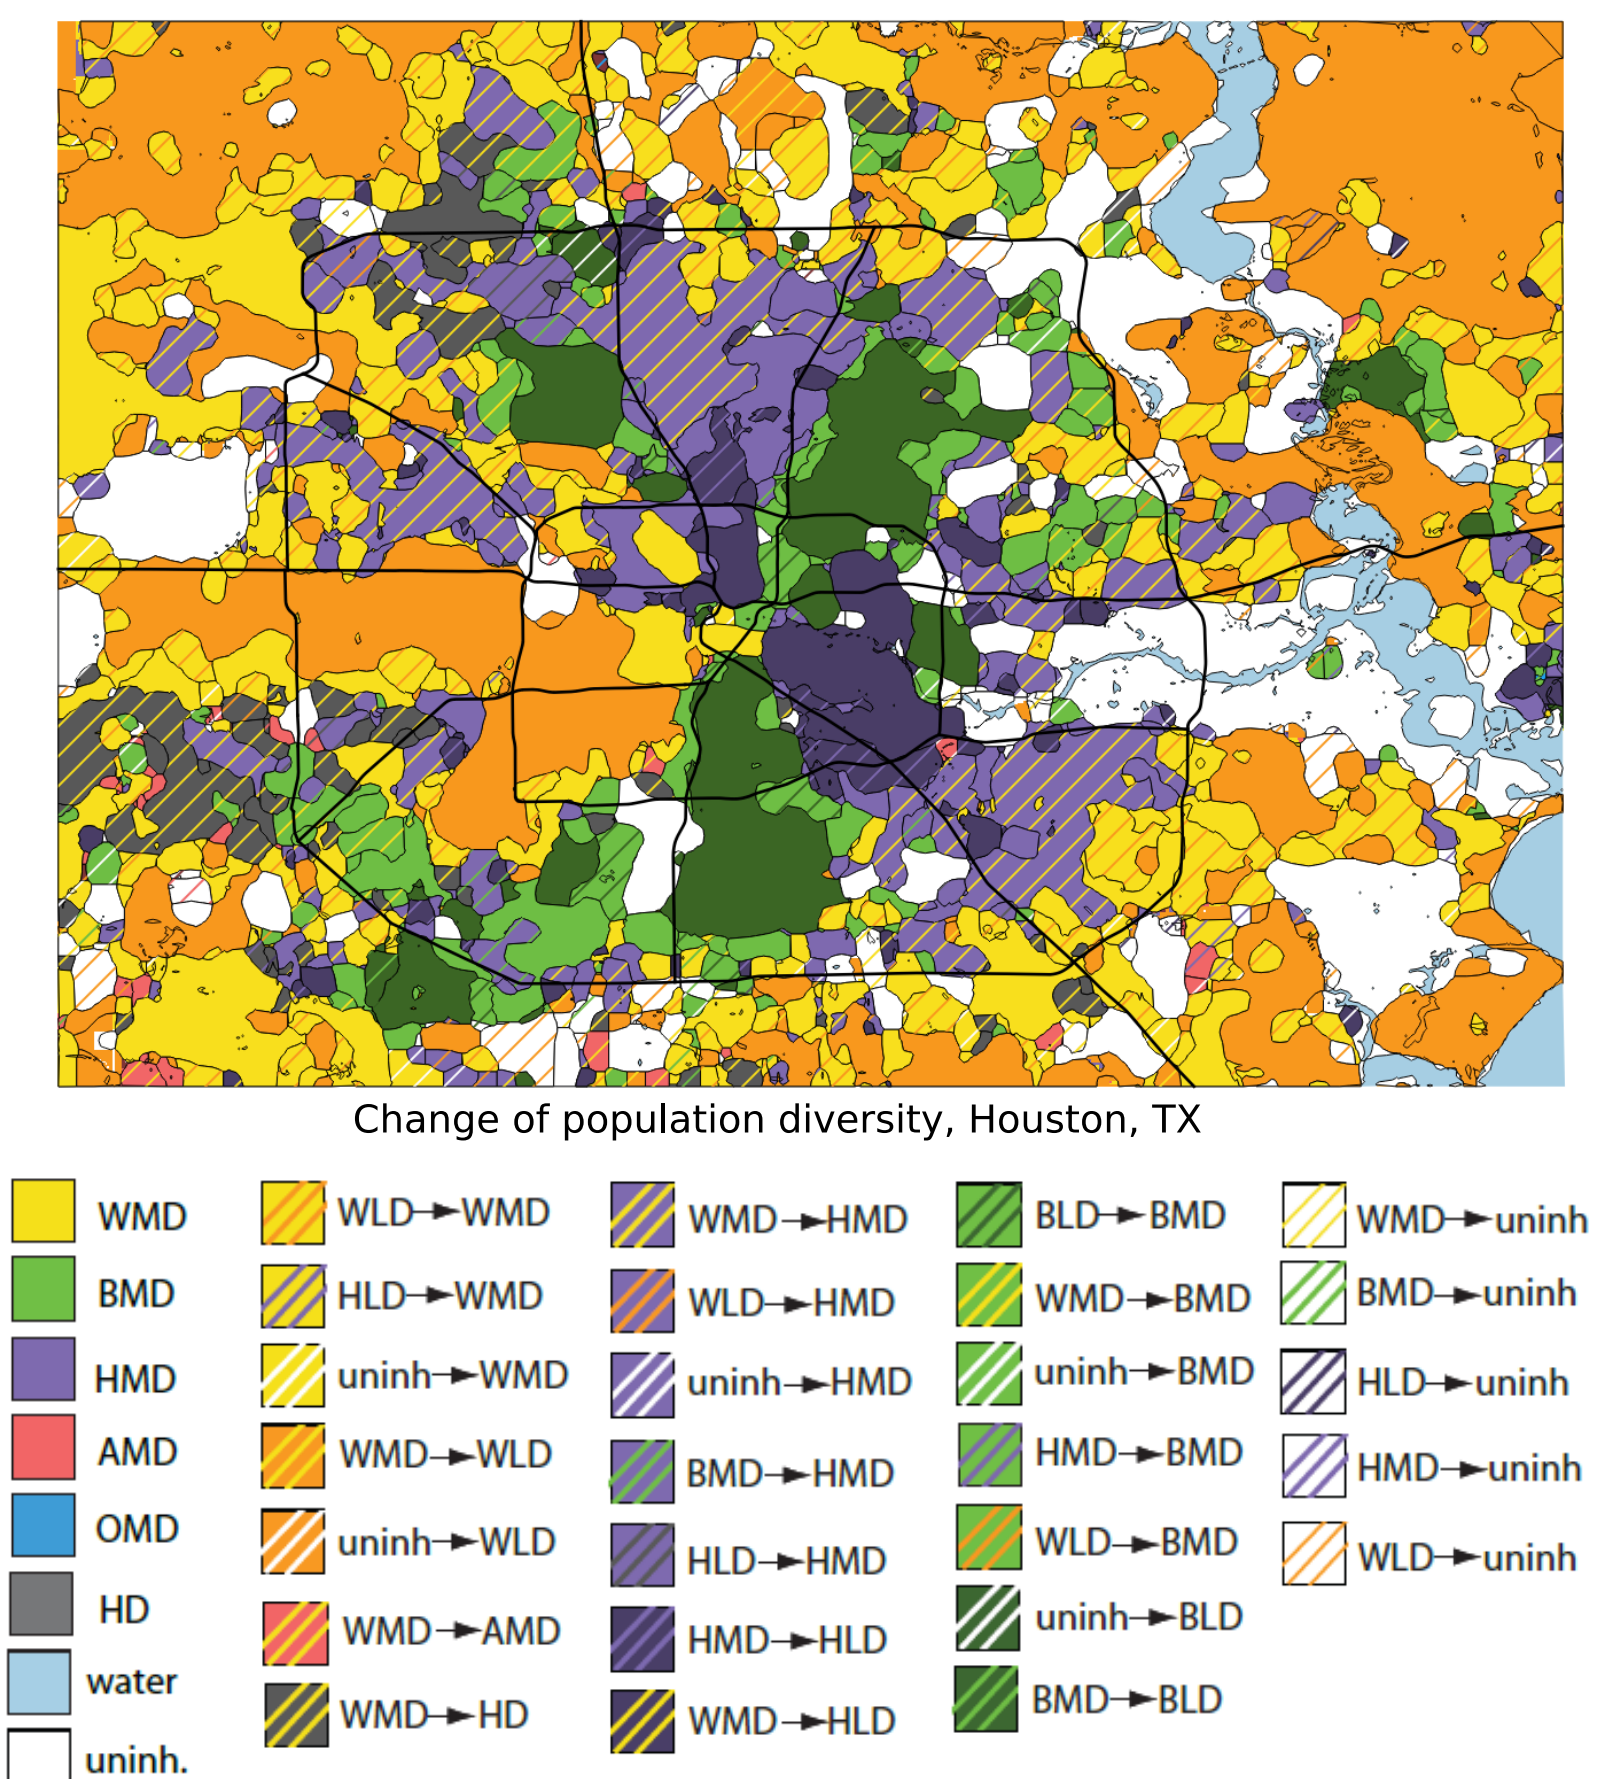 Change of population diversity, Houston, TX
WMD
BMD
HMD
AMD
OMD
HD
water
uninh.
WLD→WMD
HLD→WMD
uninh→WMD
WMD→WLD
uninh→WLD
WMD→AMD
WMD→HD
WMD→HMD
WLD→HMD
uninh→HMD
BMD→HMD
HLD→HMD
HMD→HLD
WMD→HLD
BLD→BMD
WMD→BMD
uninh→BMD
HMD→BMD
WLD→BMD
uninh→BLD
BMD→BLD
WMD→uninh
BMD→uninh
HLD→uninh
HMD→uninh
WLD→uninh